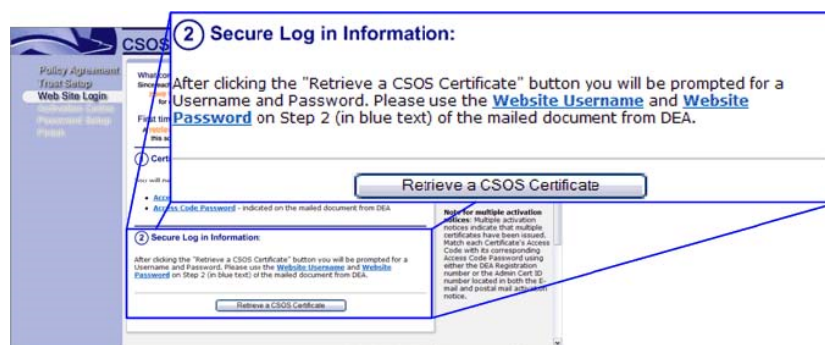 CSOS
Policy Agreement
Trust Setup
Web Site Login
Password Setup
Finish
② Secure Log in Information:
After clicking the "Retrieve a CSOS Certificate" button you will be prompted for a
Username and Password. Please use the Website Username and Website
Password on Step 2 (in blue text) of the mailed document from DEA.
Retrieve a CSOS Certificate
Access Code Password - indicated on the mailed document from DEA
② Secure Log in Information:
After clicking the "Retrieve a CSOS Certificate" button you will be prompted for a
Username and Password. Please use the Website Username and Website
Password on Step 2 (in blue text) of the mailed document from DEA.
Retrieve a CSOS Certificate
Note for multiple activation
notices: Multiple activation
notices indicate that multiple
certificates have been issued.
Match each Certificate's Access
Code with its corresponding
Access Code Password using
either the DEA Registration
number or the Admin Cert ID
number located in both the E-
mail and postal mail activation
notice.